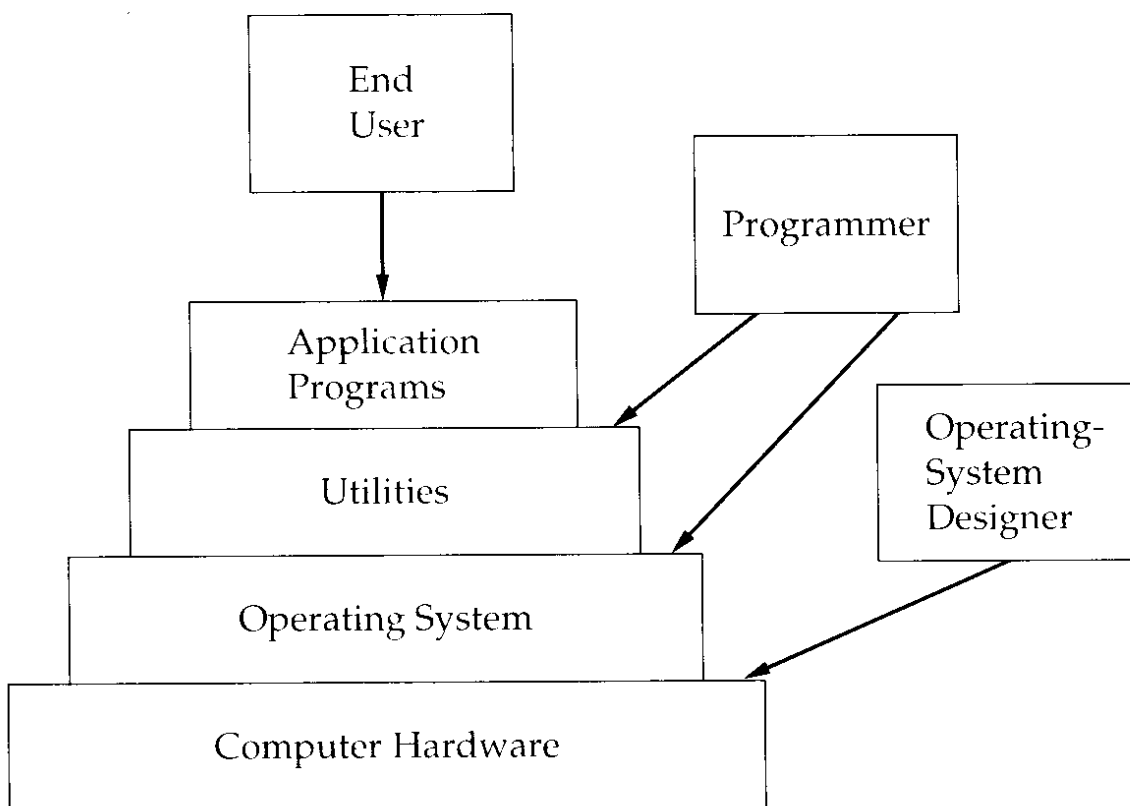 End
User
Programmer
Application
Programs
Operating-
System
Designer
Utilities
Operating System
Computer Hardware